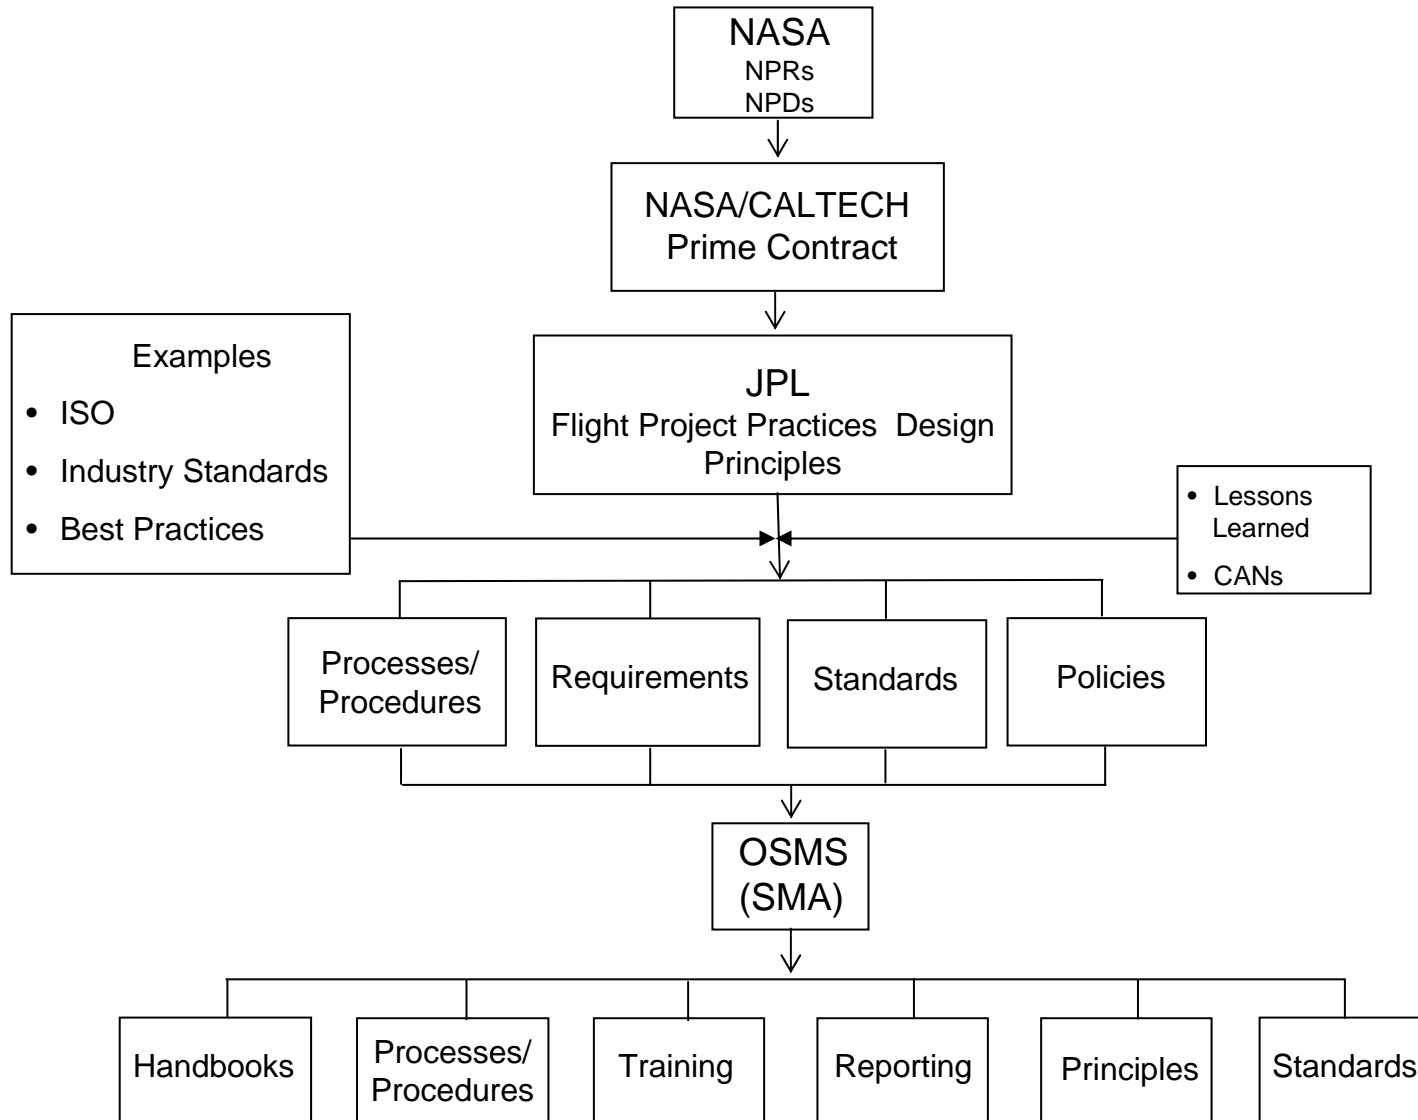 NASA
NPRs
NPDs
NASA/CALTECH
Prime Contract
JPL
Flight Project Practices  Design
Principles
Examples
• ISO
• Industry Standards
• Best Practices
• Lessons
Learned
• CANs
Processes/
Procedures
Requirements
Standards
Policies
OSMS
(SMA)
Handbooks
Processes/
Procedures
Training
Reporting
Principles
Standards